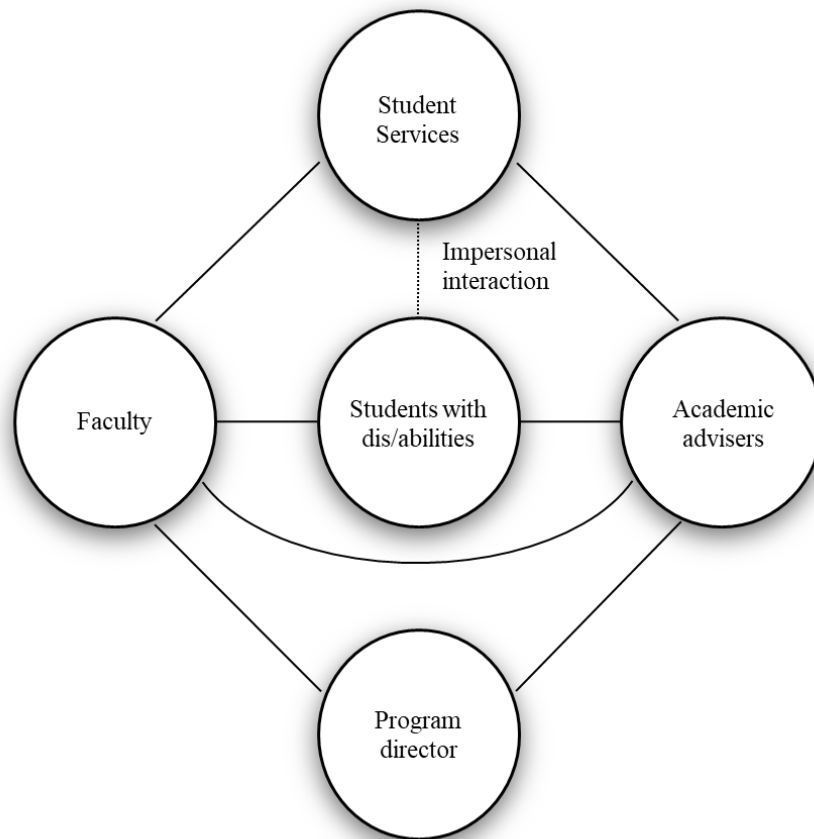 Student
Services
Impersonal
interaction
Faculty
Students with
dis/abilities
Academic
advisers
Program
director